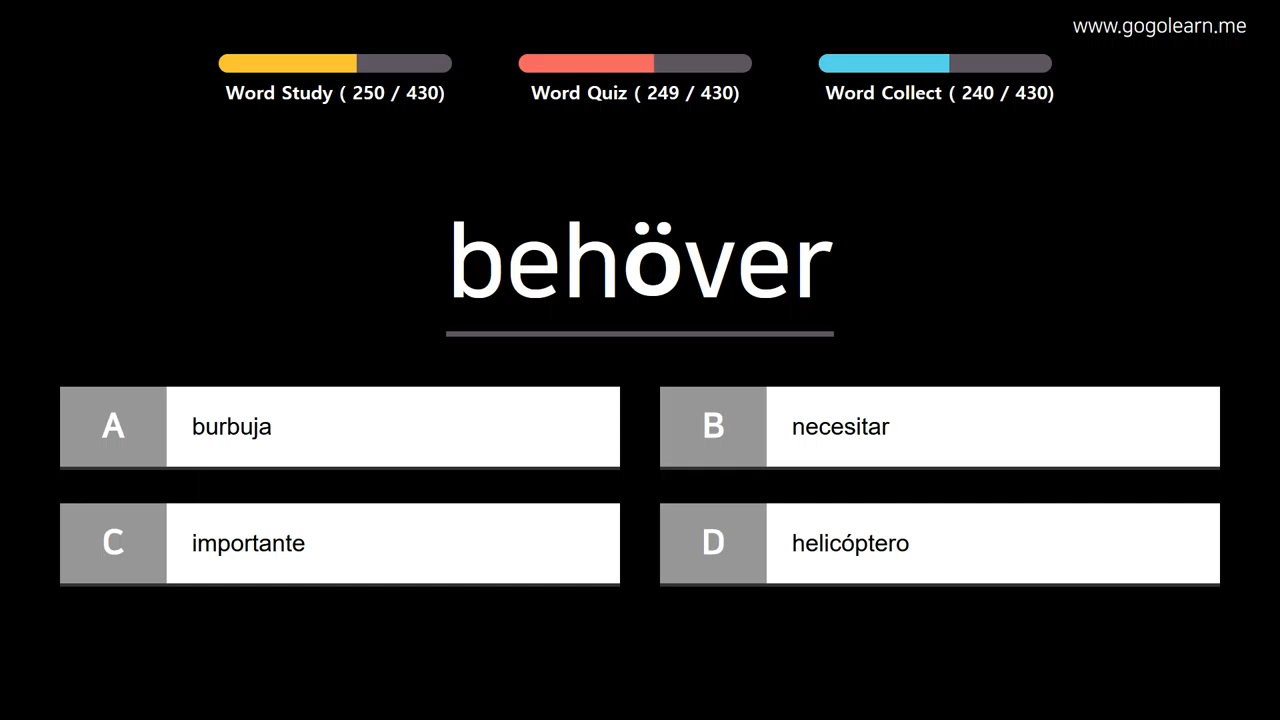 www.gogolearn.me
Word Study ( 250 / 430)
Word Quiz ( 249 / 430)
Word Collect ( 240 / 430)
behöver
A
burbuja
B
necesitar
C
importante
D
helicóptero